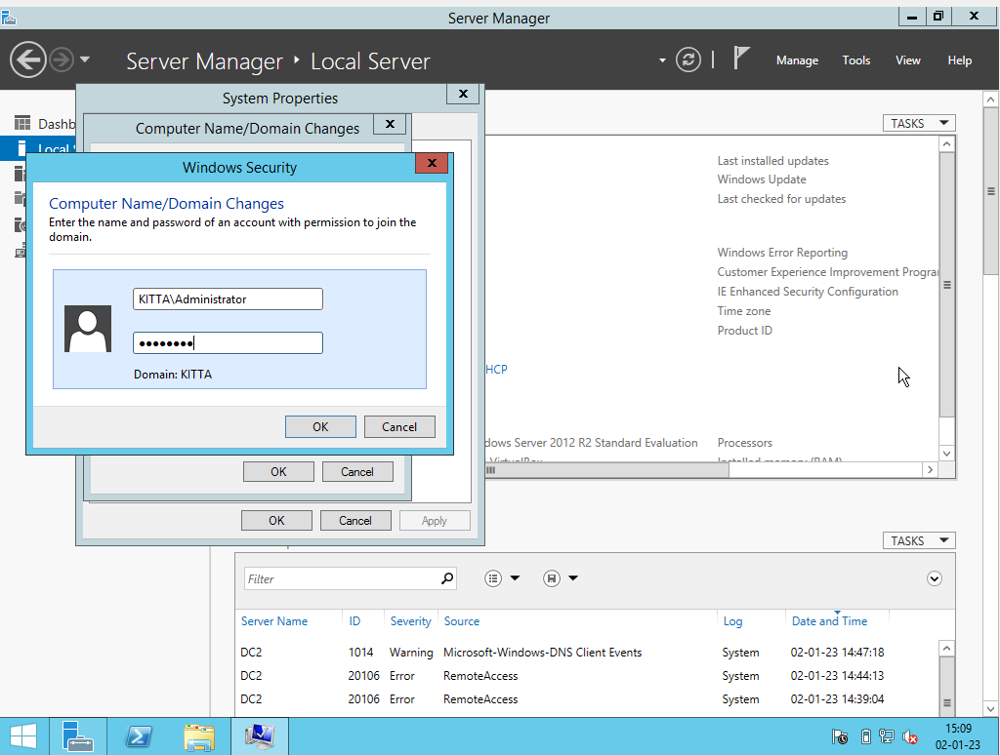 Server Manager
Server Manager Local Server
Manage Tools View Help
System Properties
Computer Name/Domain Changes
Windows Security
Computer Name/Domain Changes
Enter the name and password of an account with permission to join the
domain.
KITTA\Administrator
●●●●●●●●
Domain: KITTA
OK Cancel
OK Cancel
OK Cancel Apply
Dashb
Local S
TASKS
Last installed updates
Windows Update
Last checked for updates
Windows Error Reporting
Customer Experience Improvement Progra
IE Enhanced Security Configuration
Time zone
Product ID
HCP
dows Server 2012 R2 Standard Evaluation Processors
VirtualBox Installed memory (RAM)
TASKS
Filter
Server Name ID Severity Source Log Date and Time
DC2 1014 Warning Microsoft-Windows-DNS Client Events System 02-01-23 14:47:18
DC2 20106 Error RemoteAccess System 02-01-23 14:44:13
DC2 20106 Error RemoteAccess System 02-01-23 14:39:04
15:09
02-01-23